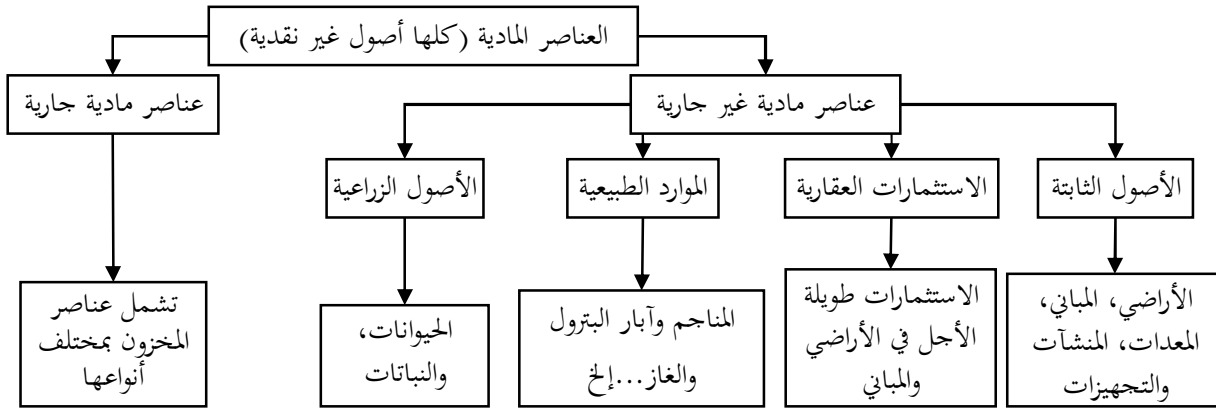 العناصر المادية (كلها أصول غير نقدية)
عناصر مادية غير جارية
عناصر مادية جارية
الأصول الثابتة
الاستثمارات العقارية
الموارد الطبيعية
الأصول الزراعية
الأراضي، المباني،
المعدات، المنشآت
والتجهيزات
الاستثمارات طويلة
الأجل في الأراضي
والمباني
المناجم وآبار البترول
والغاز...إلخ
الحيوانات،
والنباتات
تشمل عناصر
المخزون بمختلف
أنواعها